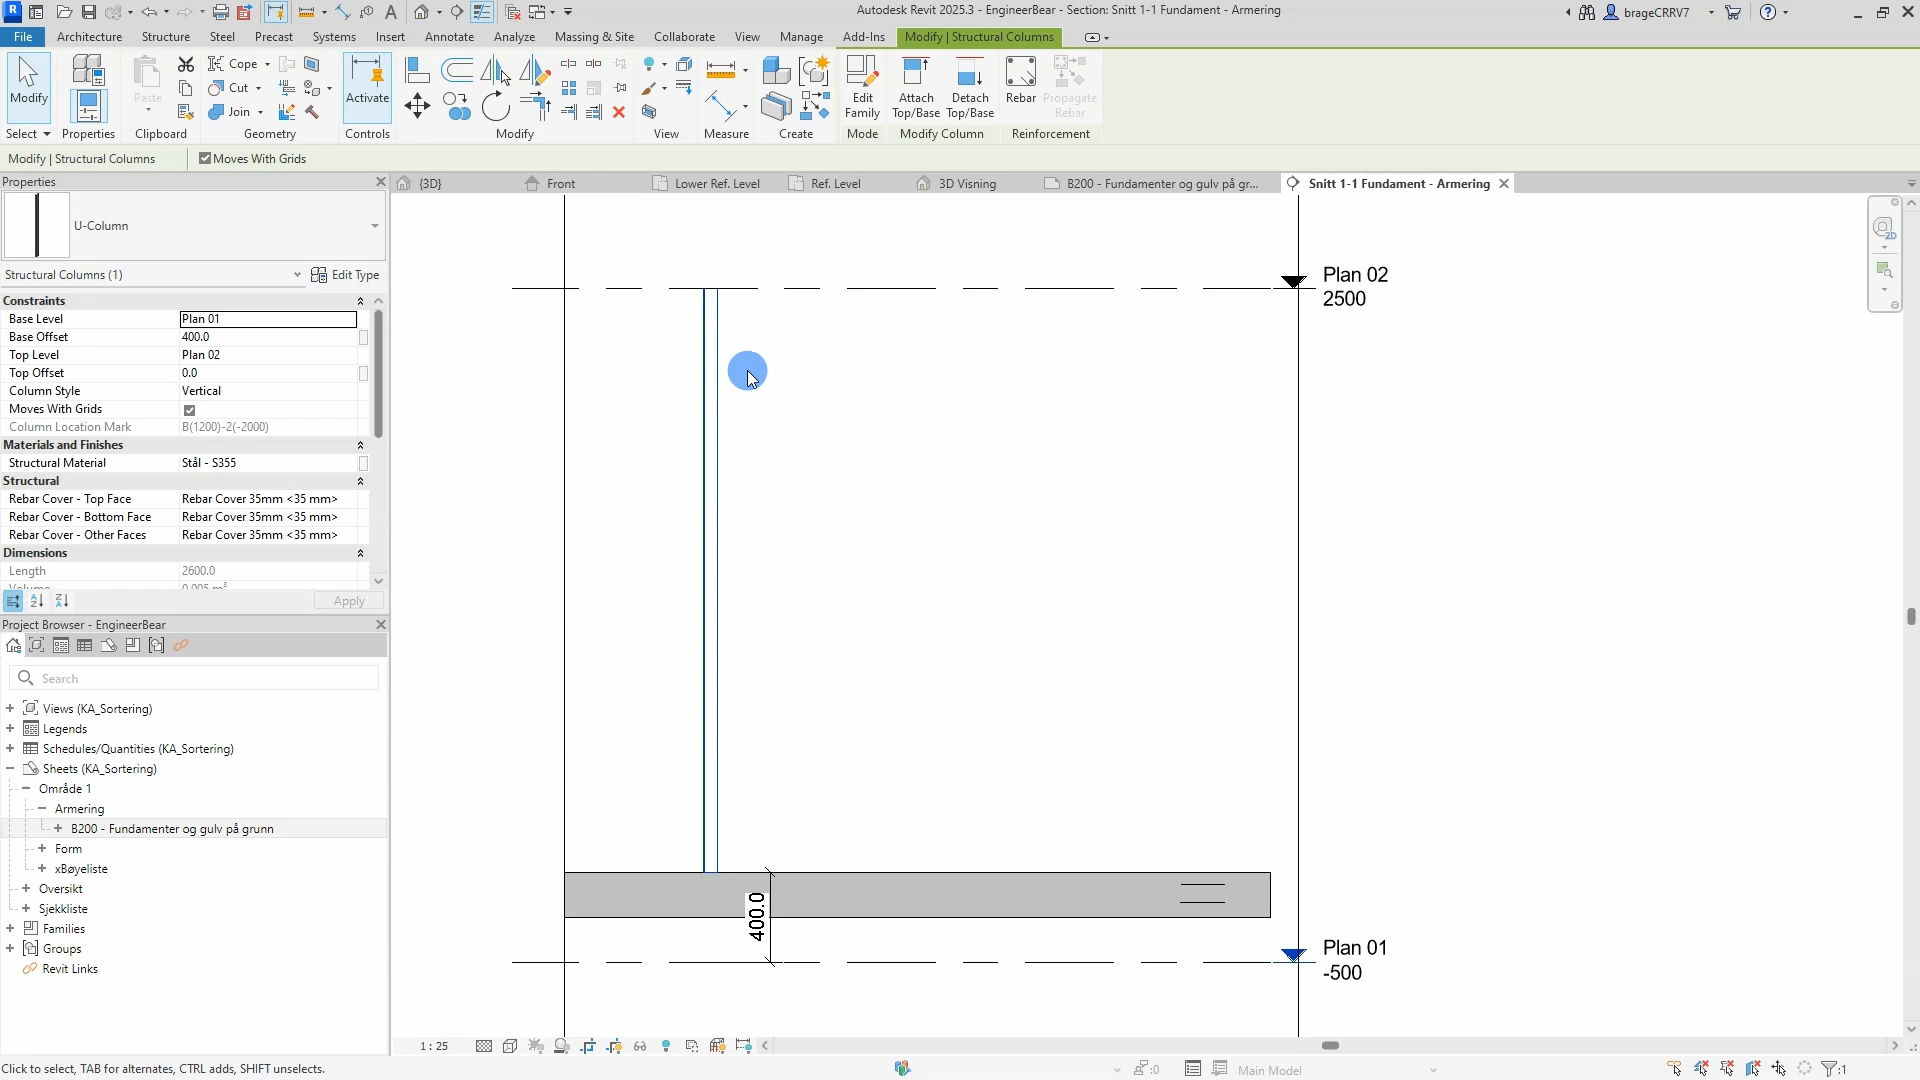 Autodesk Revit 2025.3 - EngineerBear - Section: Snitt 1-1 Fundament - Armering
brageCRRV7
File Architecture Structure Steel Precast Systems Insert Annotate Analyze Massing & Site Collaborate View Manage Add-Ins Modify | Structural Columns
Modify
Paste
Cope
Cut
Join
Activate
Edit Family
Attach Top/Base
Detach Top/Base
Rebar
Propagate Rebar
Select Properties Clipboard Geometry Controls Modify View Measure Create Mode Modify Column Reinforcement
Modify | Structural Columns
Moves With Grids
Properties
{3D} Front Lower Ref. Level Ref. Level 3D Visning B200 - Fundamenter og gulv på gr... Snitt 1-1 Fundament - Armering
U-Column
Structural Columns (1)
Edit Type
Constraints
Base Level Plan 01
Base Offset 400.0
Top Level Plan 02
Top Offset 0.0
Column Style Vertical
Moves With Grids
Column Location Mark B(1200)-2(-2000)
Materials and Finishes
Structural Material Stål - S355
Structural
Rebar Cover - Top Face Rebar Cover 35mm <35 mm>
Rebar Cover - Bottom Face Rebar Cover 35mm <35 mm>
Rebar Cover - Other Faces Rebar Cover 35mm <35 mm>
Dimensions
Length 2600.0
Volume 0.005 m³
Apply
Project Browser - EngineerBear
Search
Views (KA_Sortering)
Legends
Schedules/Quantities (KA_Sortering)
Sheets (KA_Sortering)
Område 1
Armering
B200 - Fundamenter og gulv på grunn
Form
xBøyeliste
Oversikt
Sjekkliste
Families
Groups
Revit Links
Plan 02
2500
400.0
Plan 01
-500
2D
1 : 25
Click to select, TAB for alternates, CTRL adds, SHIFT unselects.
:0
Main Model
:1